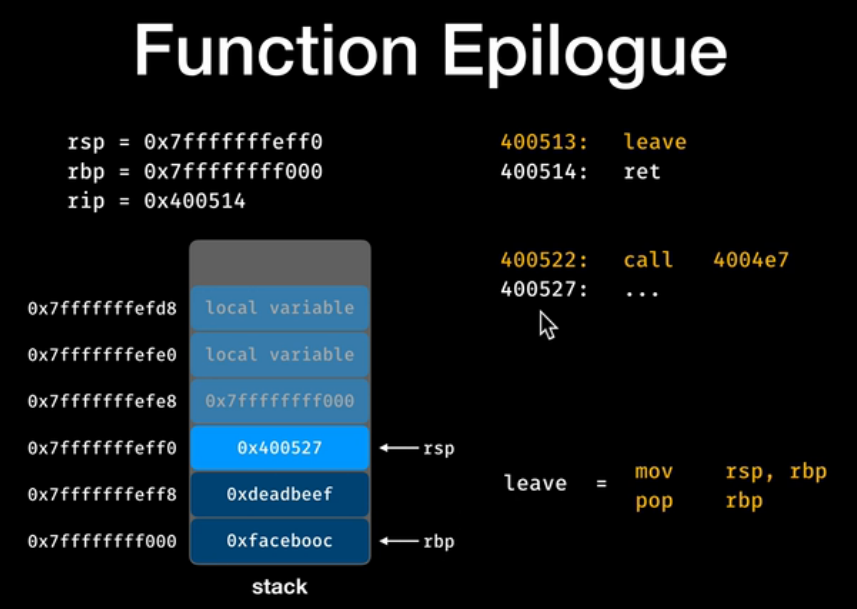 Function Epilogue
rsp = 0x7fffffffeff0
rbp = 0x7ffffffff000
rip = 0x400514
400513: leave
400514: ret
400522: call 4004e7
400527: ...
0x7fffffffefd8 local variable
0x7fffffffefe0 local variable
0x7fffffffefe8 0x7ffffffff000
0x7fffffffeff0 0x400527 rsp
0x7fffffffeff8 0xdeadbeef
0x7ffffffff000 0xfacebooc rbp
stack
leave = mov rsp, rbp
pop rbp